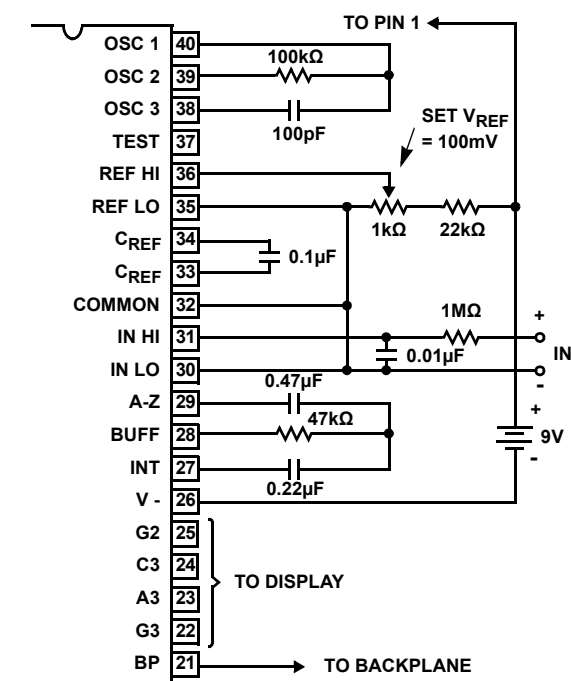 TO PIN 1
OSC 1 40
100kΩ
OSC 2 39
OSC 3 38
100pF
SET VREF
= 100mV
TEST 37
REF HI 36
REF LO 35
1kΩ 22kΩ
CREF 34
0.1µF
CREF 33
COMMON 32
1MΩ
+
IN HI 31
0.01µF
IN
IN LO 30
-
0.47µF
A-Z 29
+
47kΩ
BUFF 28
9V
-
INT 27
0.22µF
V - 26
G2 25
C3 24
TO DISPLAY
A3 23
G3 22
BP 21
TO BACKPLANE